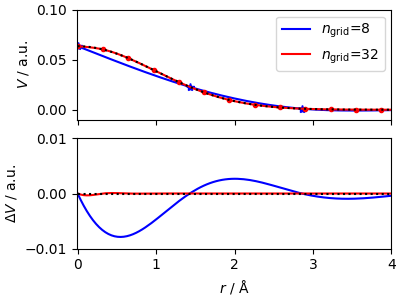 0.10
0.05
0.00
V / a.u.
n_grid=8
n_grid=32
0.01
0.00
−0.01
ΔV / a.u.
0 1 2 3 4
r / Å